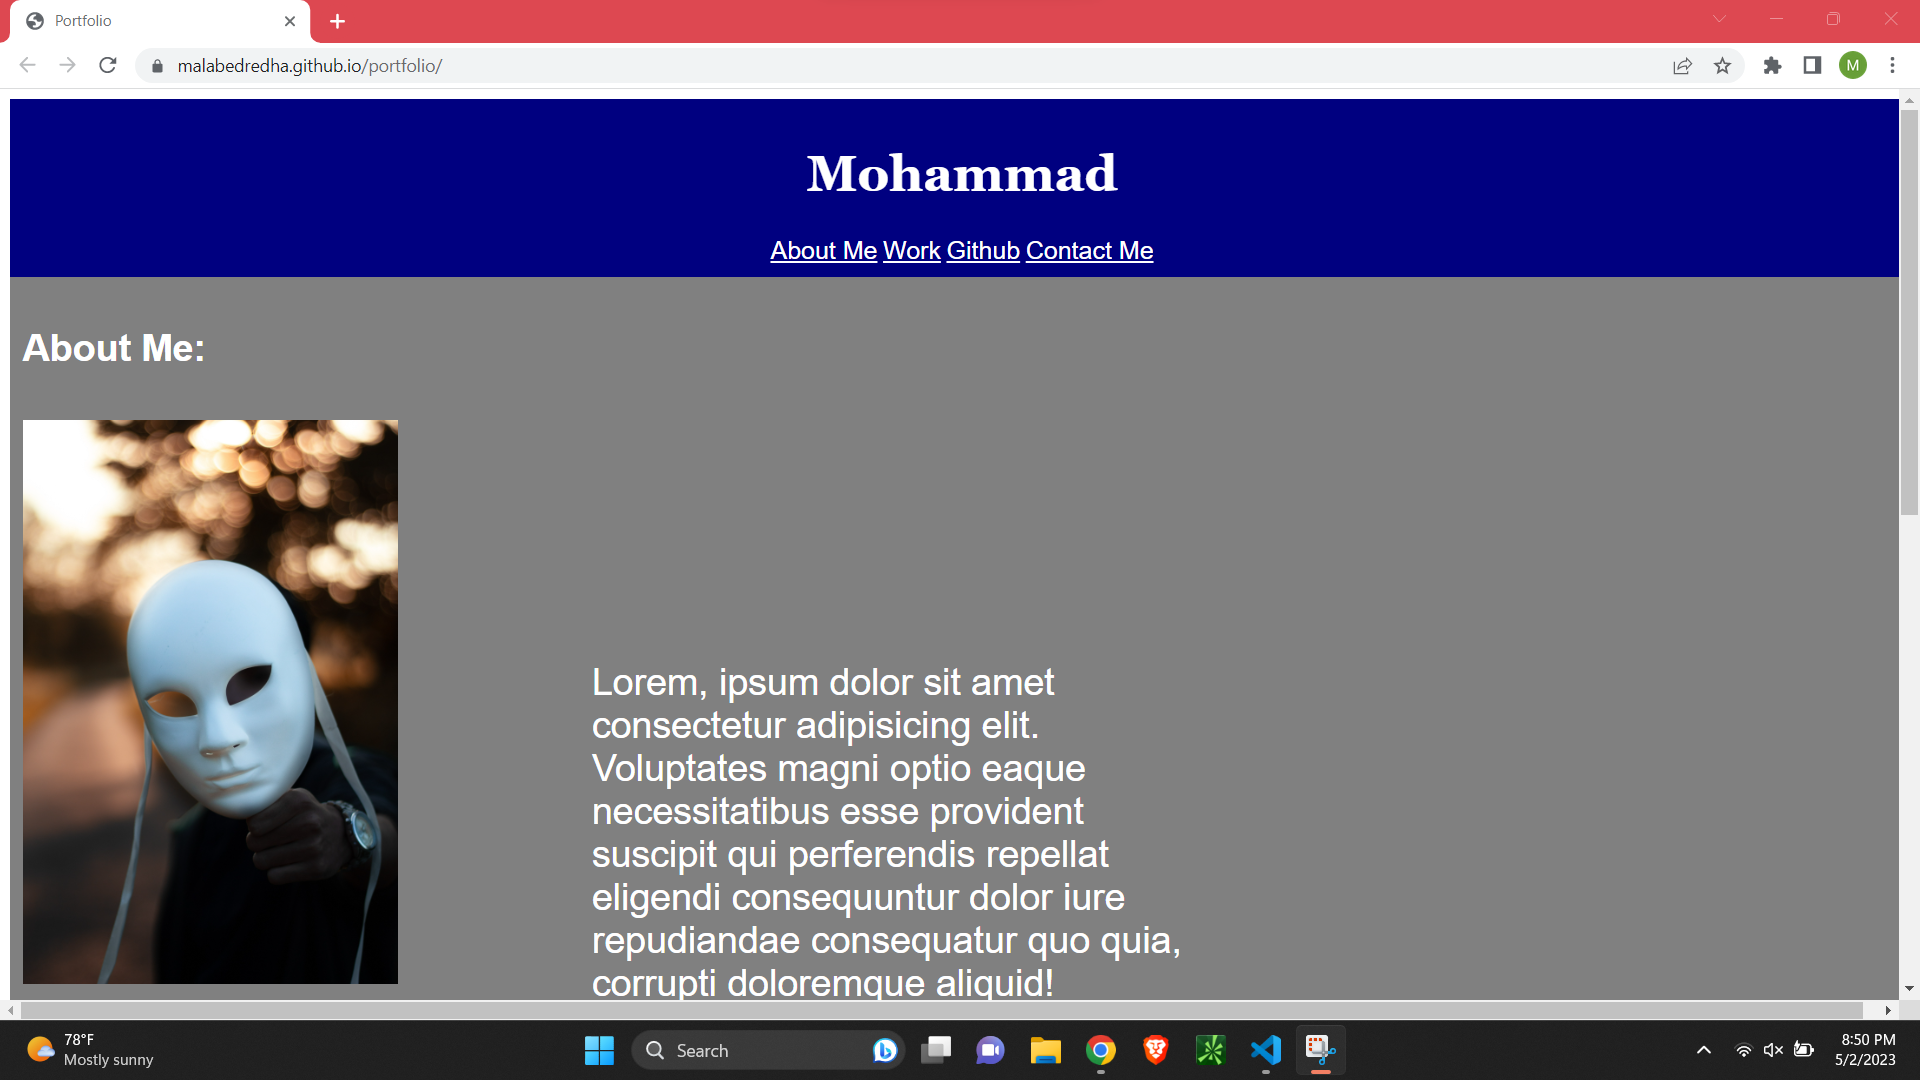 Portfolio
malabedredha.github.io/portfolio/
M
Mohammad
About Me Work Github Contact Me
About Me:
Lorem, ipsum dolor sit amet
consectetur adipisicing elit.
Voluptates magni optio eaque
necessitatibus esse provident
suscipit qui perferendis repellat
eligendi consequuntur dolor iure
repudiandae consequatur quo quia,
corrupti doloremque aliquid!
78°F
Mostly sunny
Search
8:50 PM
5/2/2023